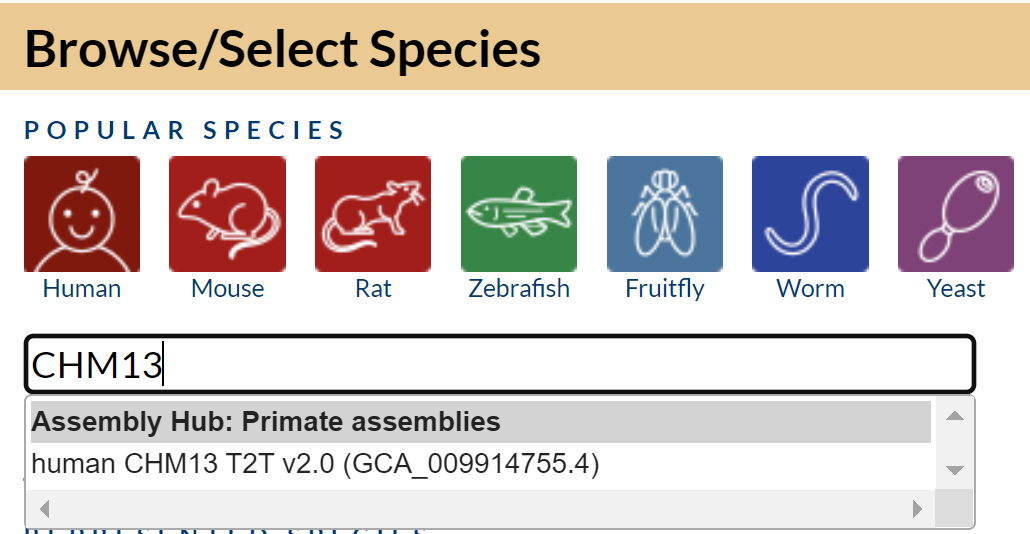 Browse/Select Species
POPULAR SPECIES
Human Mouse Rat Zebrafish Fruitfly Worm Yeast
CHM13
Assembly Hub: Primate assemblies
human CHM13 T2T v2.0 (GCA_009914755.4)